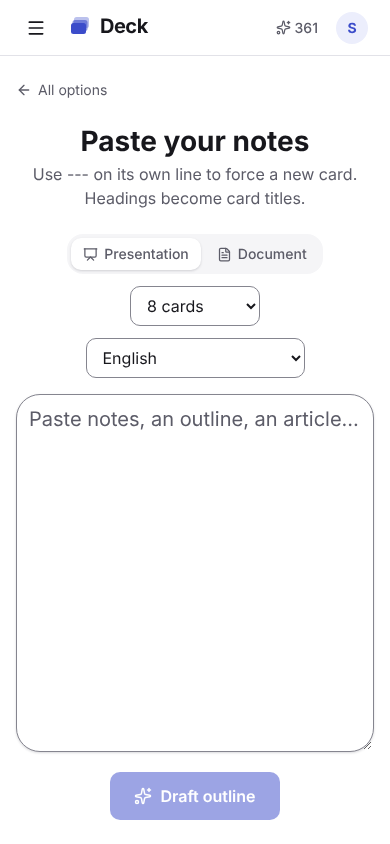 Deck
361
S
All options
Paste your notes
Use --- on its own line to force a new card.
Headings become card titles.
Presentation
Document
8 cards
English
Paste notes, an outline, an article...
Draft outline